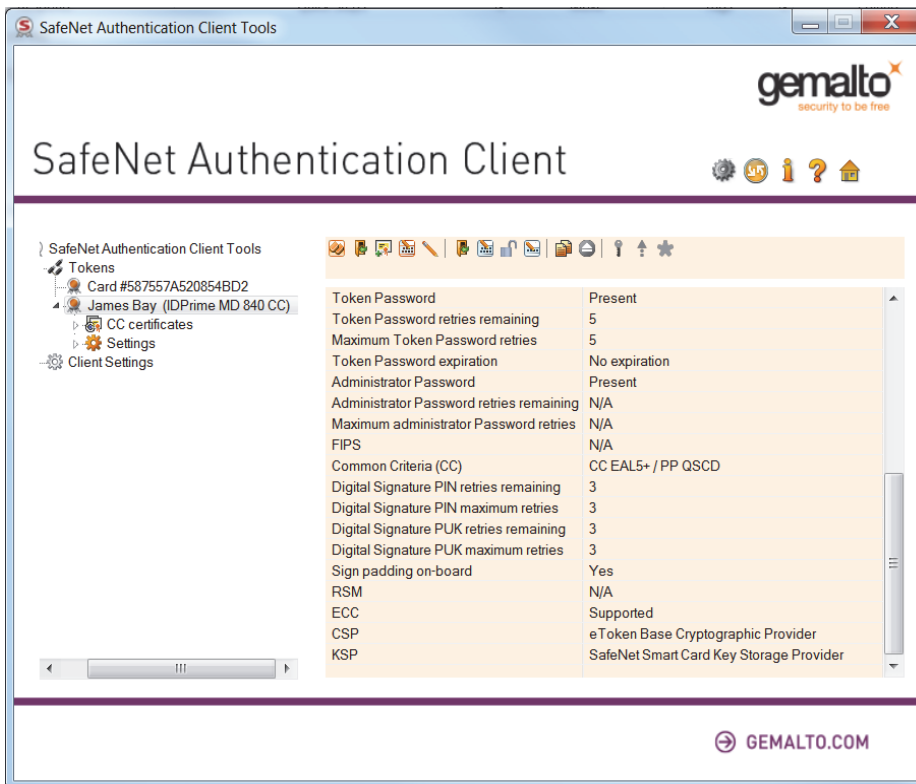 SafeNet Authentication Client Tools
gemalto
security to be free
SafeNet Authentication Client
SafeNet Authentication Client Tools
Tokens
Card #587557A520854BD2
James Bay (IDPrime MD 840 CC)
CC certificates
Settings
Client Settings
Token Password Present
Token Password retries remaining 5
Maximum Token Password retries 5
Token Password expiration No expiration
Administrator Password Present
Administrator Password retries remaining N/A
Maximum administrator Password retries N/A
FIPS N/A
Common Criteria (CC) CC EAL5+ / PP QSCD
Digital Signature PIN retries remaining 3
Digital Signature PIN maximum retries 3
Digital Signature PUK retries remaining 3
Digital Signature PUK maximum retries 3
Sign padding on-board Yes
RSM N/A
ECC Supported
CSP eToken Base Cryptographic Provider
KSP SafeNet Smart Card Key Storage Provider
GEMALTO.COM